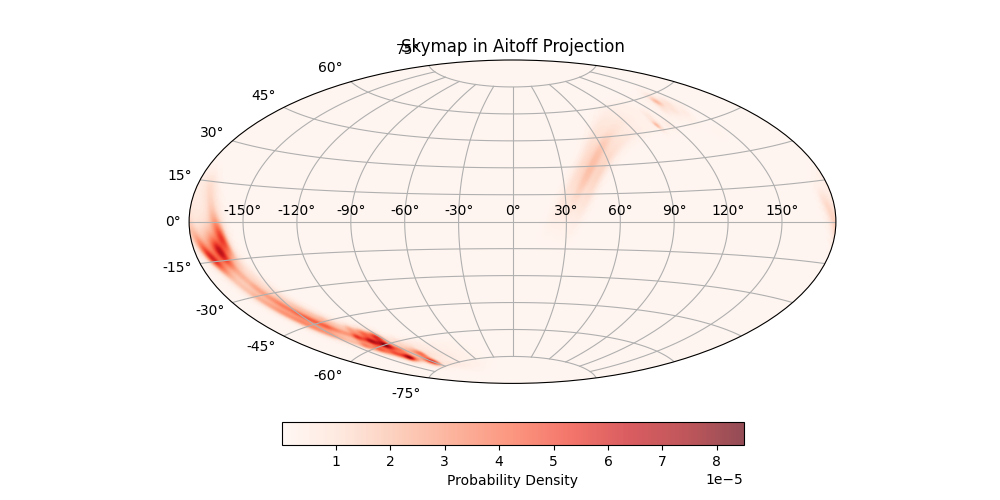 Skymap in Aitoff Projection
75°
60°
45°
30°
15°
-150° -120° -90° -60° -30° 0° 30° 60° 90° 120° 150°
0°
-15°
-30°
-45°
-60°
-75°
1 2 3 4 5 6 7 8
1e−5
Probability Density